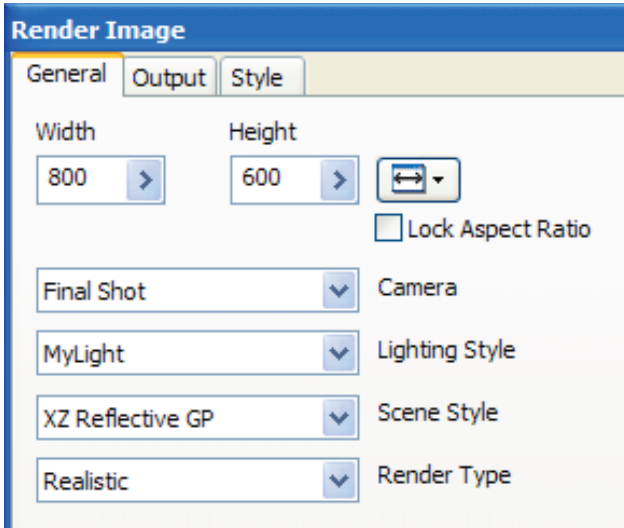 Render Image
General Output Style
Width Height
800 600
Lock Aspect Ratio
Final Shot Camera
MyLight Lighting Style
XZ Reflective GP Scene Style
Realistic Render Type